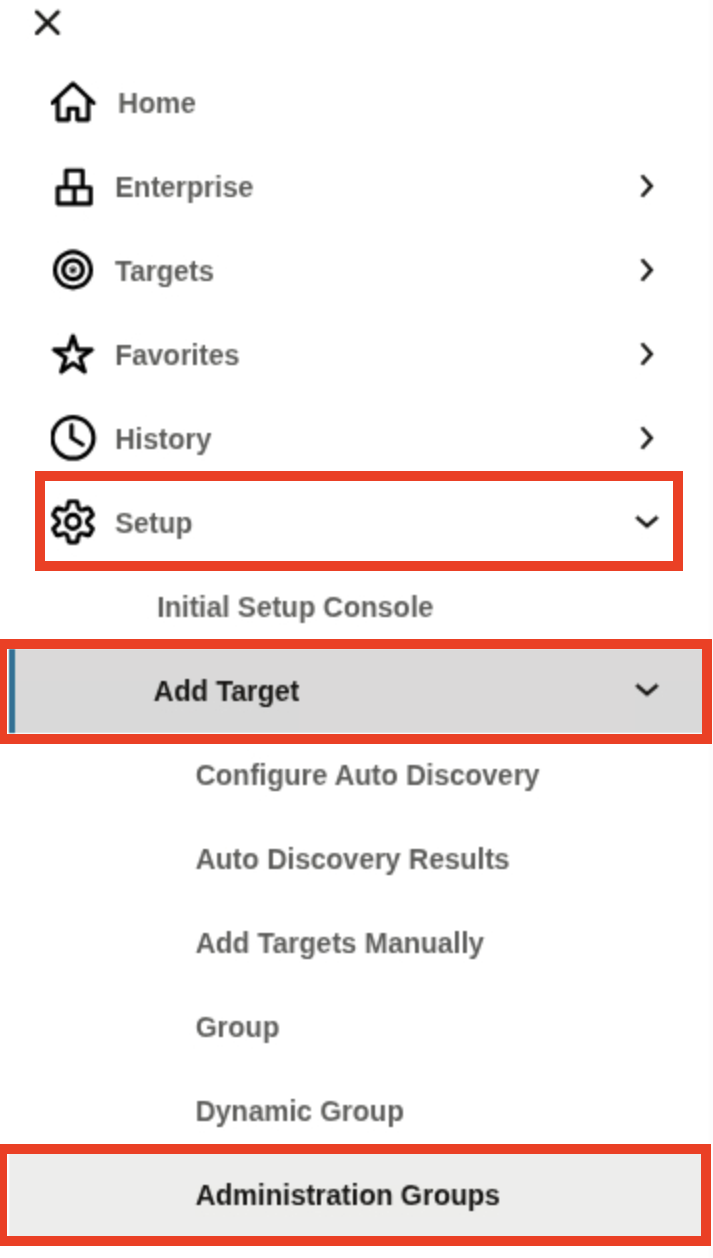 Home
Enterprise
Targets
Favorites
History
Setup
Initial Setup Console
Add Target
Configure Auto Discovery
Auto Discovery Results
Add Targets Manually
Group
Dynamic Group
Administration Groups